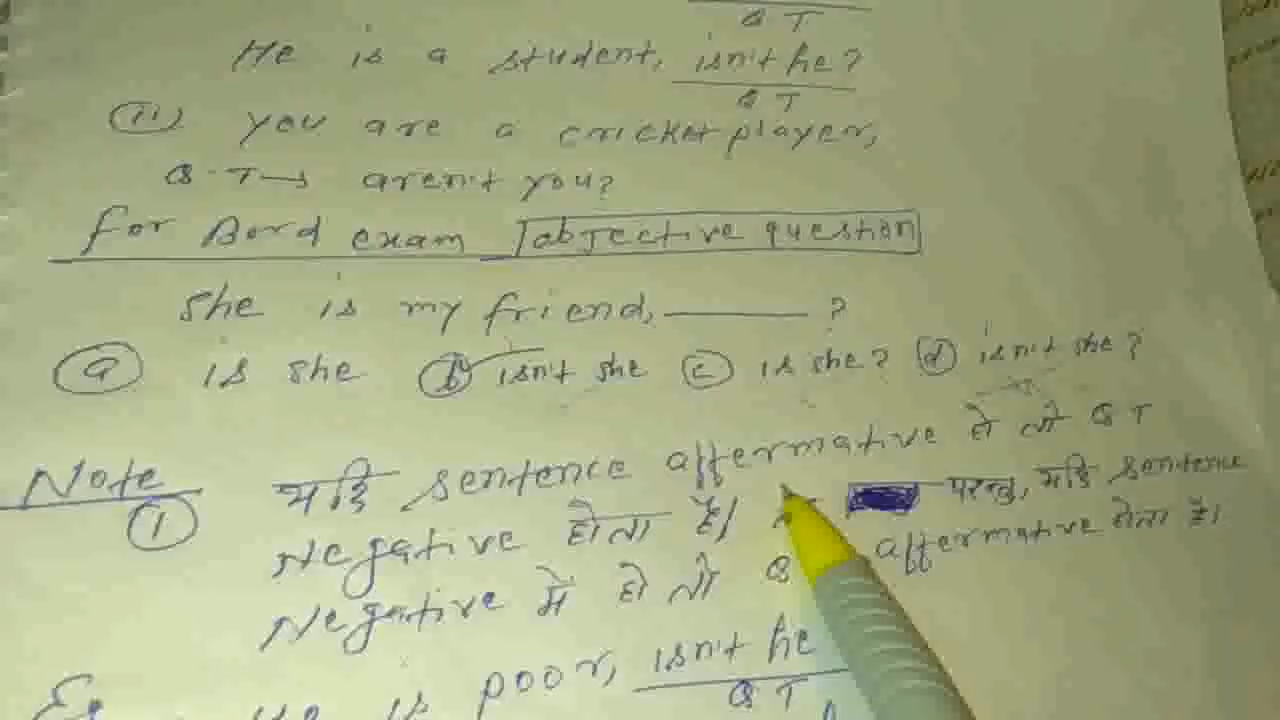 Q T
He is a student, isn't he?
Q T
(ii) you are a cricket player,
Q.T→ aren't you?
for Bord exam objective question
She is my friend, ______ ?
(a) is she (b) isn't she (c) is she? (d) isn't she?
Note
(1) यदि sentence affermative हो तो Q T
Negative होता है। परन्तु, यदि sentence
Negative में हो तो Q affermative होता है।
Ex is poor, isn't he
Q T